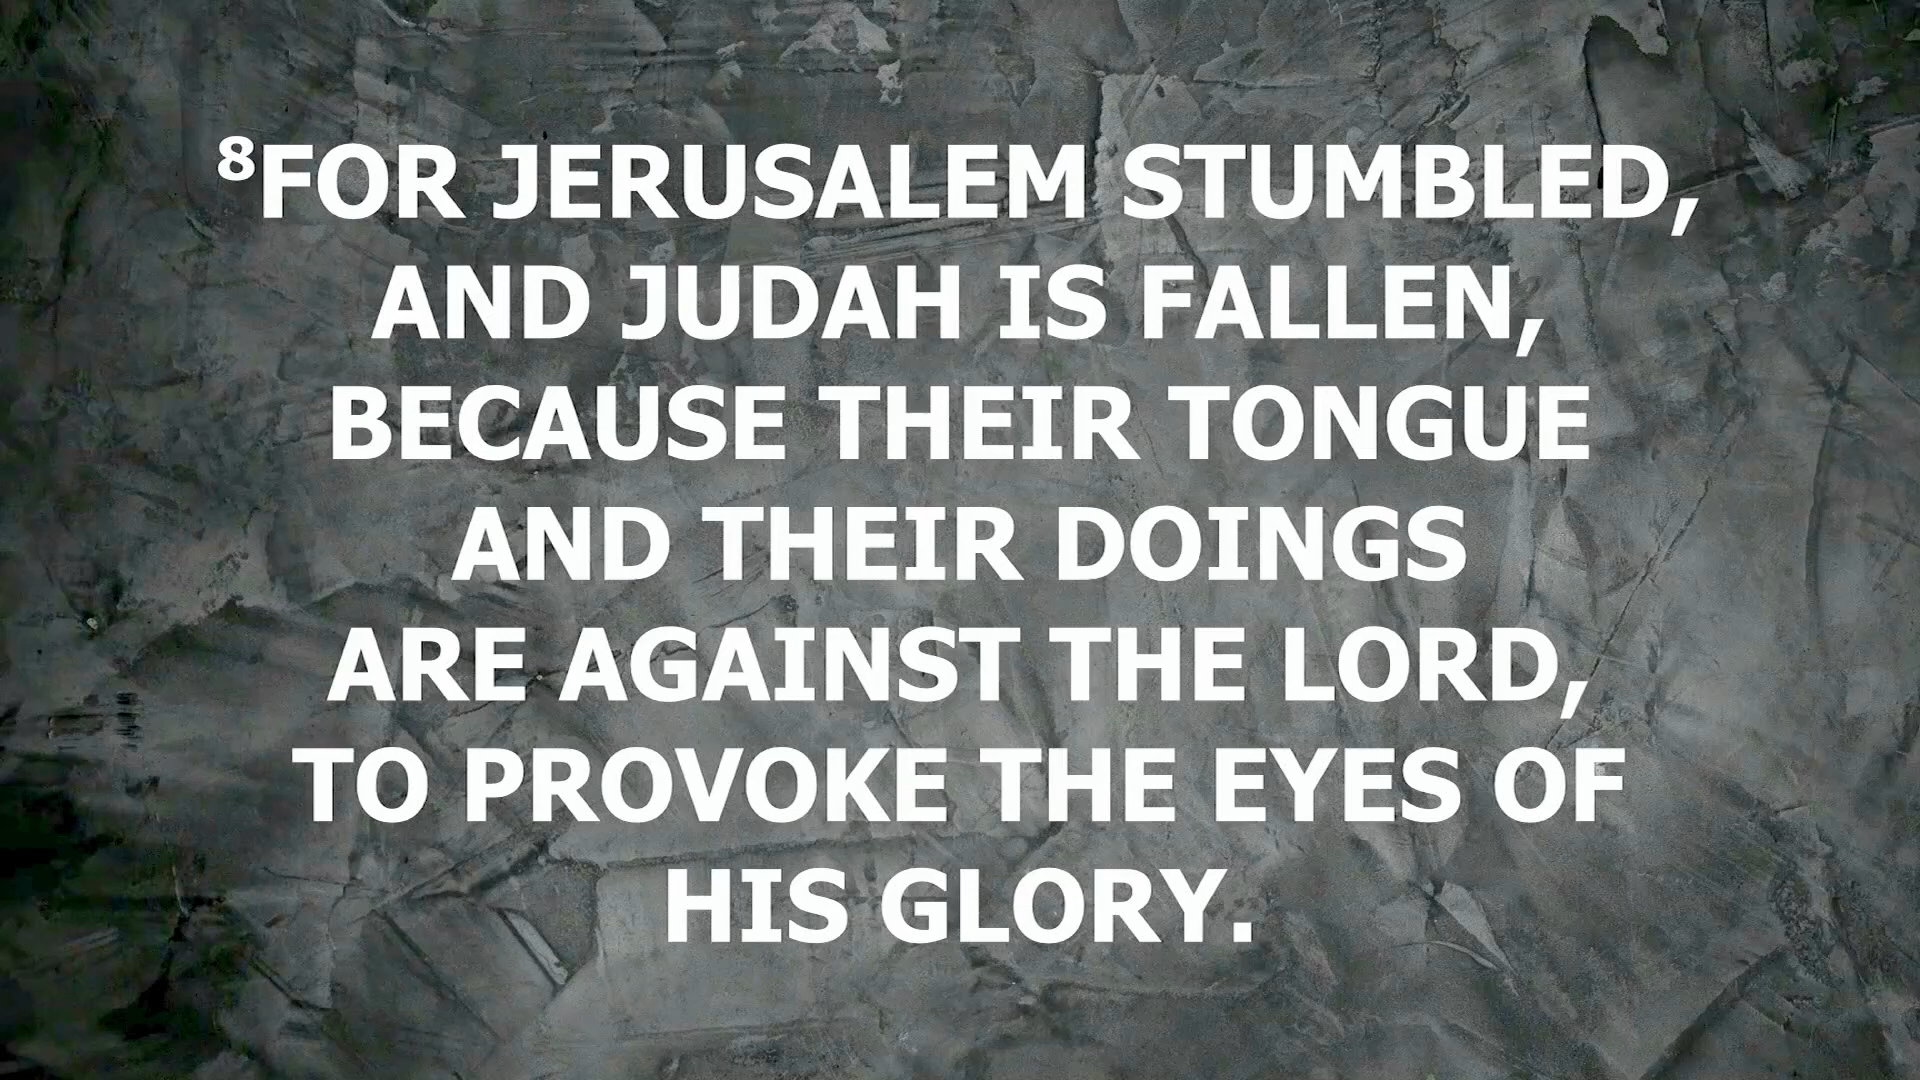 ⁸FOR JERUSALEM STUMBLED,
AND JUDAH IS FALLEN,
BECAUSE THEIR TONGUE
AND THEIR DOINGS
ARE AGAINST THE LORD,
TO PROVOKE THE EYES OF
HIS GLORY.